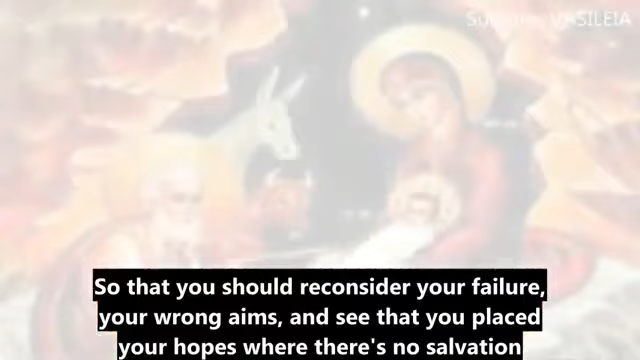 VASILEIA
So that you should reconsider your failure,
your wrong aims, and see that you placed
your hopes where there's no salvation